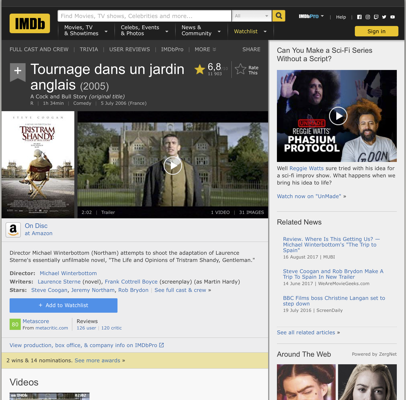 IMDb
Find Movies, TV shows, Celebrities and more...
All
IMDbPro
Help
Movies, TV
& Showtimes
Celebs, Events
& Photos
News &
Community
Watchlist
Sign in
FULL CAST AND CREW | TRIVIA | USER REVIEWS | IMDbPro | MORE
SHARE
Tournage dans un jardin
anglais (2005)
A Cock and Bull Story (original title)
R | 1h 34min | Comedy | 5 July 2006 (France)
6,8
Rate
This
STEVE COOGAN
TRISTRAM
SHANDY
2:02 | Trailer
1 VIDEO | 31 IMAGES
On Disc
at Amazon
Director Michael Winterbottom (Northam) attempts to shoot the adaptation of Laurence
Sterne's essentially unfilmable novel, "The Life and Opinions of Tristram Shandy, Gentleman."
Director: Michael Winterbottom
Writers: Laurence Sterne (novel), Frank Cottrell Boyce (screenplay) (as Martin Hardy)
Stars: Steve Coogan, Jeremy Northam, Rob Brydon | See full cast & crew »
+ Add to Watchlist
80
Metascore
From metacritic.com
Reviews
126 user | 120 critic
View production, box office, & company info on IMDbPro
2 wins & 14 nominations. See more awards »
Videos
Can You Make a Sci-Fi Series
Without a Script?
REGGIE WATTS'
PHASIUM
PROTOCOL
Well Reggie Watts sure tried with his idea for
a sci-fi improv show. What happens when we
bring his idea to life?
Watch now on "UnMade" »
Related News
Review. Where Is This Getting Us? —
Michael Winterbottom's "The Trip to
Spain"
16 August 2017 | MUBI
Steve Coogan and Rob Brydon Make A
Trip To Spain In New Trailer
14 June 2017 | WeAreMovieGeeks.com
BBC Films boss Christine Langan set to
step down
19 July 2016 | ScreenDaily
See all related articles »
Around The Web
Powered by ZergNet